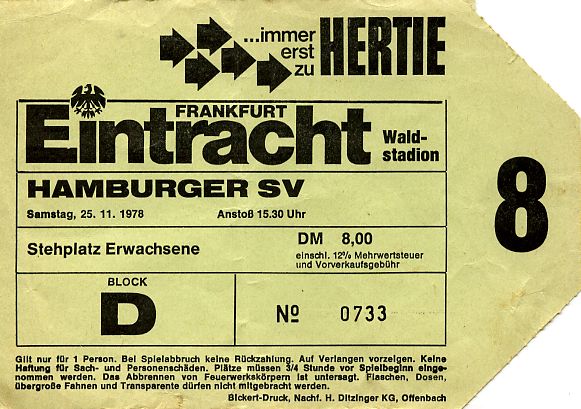 ...immer
erst
zu HERTIE
FRANKFURT
Eintracht
Wald-
stadion
HAMBURGER SV
Samstag, 25. 11. 1978 Anstoß 15.30 Uhr
8
Stehplatz Erwachsene DM 8,00
einschl. 12% Mehrwertsteuer
und Vorverkaufsgebühr
BLOCK
D
Nº 0733
Gilt nur für 1 Person. Bei Spielabbruch keine Rückzahlung. Auf Verlangen vorzeigen. Keine
Haftung für Sach- und Personenschäden. Plätze müssen 3/4 Stunde vor Spielbeginn einge-
nommen werden. Das Abbrennen von Feuerwerkskörpern ist untersagt. Flaschen, Dosen,
übergroße Fahnen und Transparente dürfen nicht mitgebracht werden.
Bickert-Druck, Nachf. H. Ditzinger KG, Offenbach